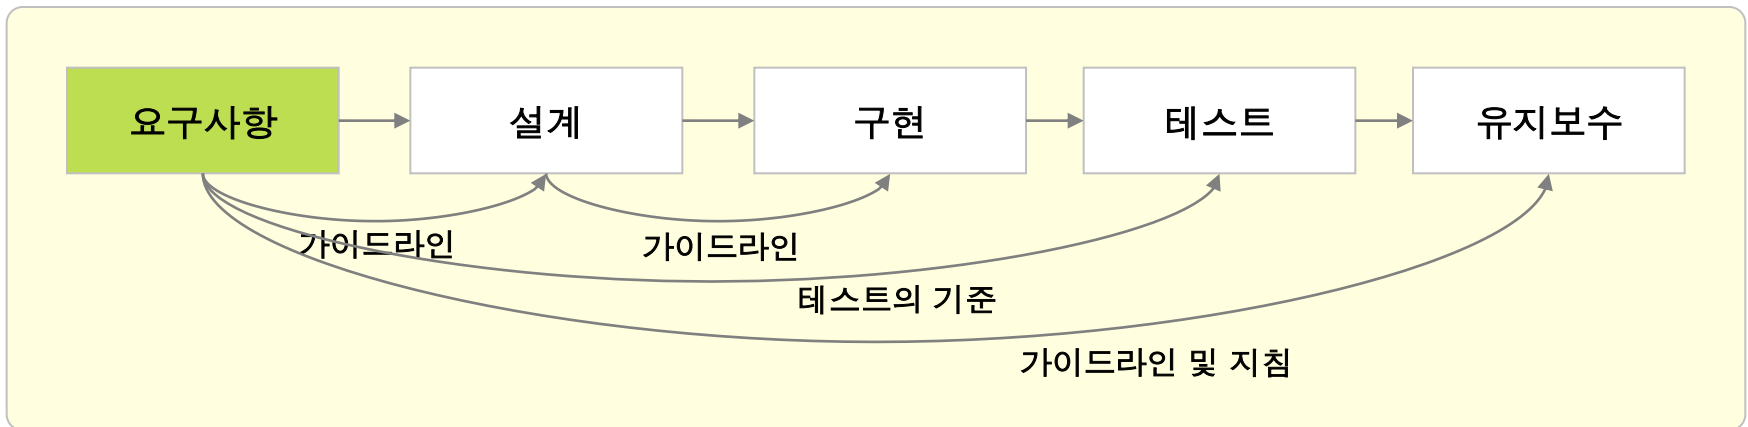 요구사항
설계
구현
테스트
유지보수
가이드라인
가이드라인
테스트의 기준
가이드라인 및 지침